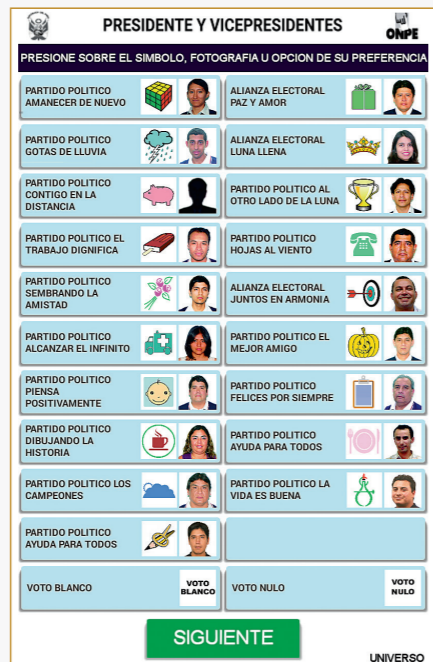 PRESIDENTE Y VICEPRESIDENTES
ONPE
PRESIONE SOBRE EL SIMBOLO, FOTOGRAFIA U OPCION DE SU PREFERENCIA
PARTIDO POLITICO
AMANECER DE NUEVO
ALIANZA ELECTORAL
PAZ Y AMOR
PARTIDO POLITICO
GOTAS DE LLUVIA
ALIANZA ELECTORAL
LUNA LLENA
PARTIDO POLITICO
CONTIGO EN LA
DISTANCIA
PARTIDO POLITICO AL
OTRO LADO DE LA LUNA
PARTIDO POLITICO EL
TRABAJO DIGNIFICA
PARTIDO POLITICO
HOJAS AL VIENTO
PARTIDO POLITICO
SEMBRANDO LA
AMISTAD
ALIANZA ELECTORAL
JUNTOS EN ARMONIA
PARTIDO POLITICO
ALCANZAR EL INFINITO
PARTIDO POLITICO EL
MEJOR AMIGO
PARTIDO POLITICO
PIENSA
POSITIVAMENTE
PARTIDO POLITICO
FELICES POR SIEMPRE
PARTIDO POLITICO
DIBUJANDO LA
HISTORIA
PARTIDO POLITICO
AYUDA PARA TODOS
PARTIDO POLITICO LOS
CAMPEONES
PARTIDO POLITICO LA
VIDA ES BUENA
PARTIDO POLITICO
AYUDA PARA TODOS
VOTO BLANCO
VOTO
BLANCO
VOTO NULO
VOTO
NULO
SIGUIENTE
UNIVERSO